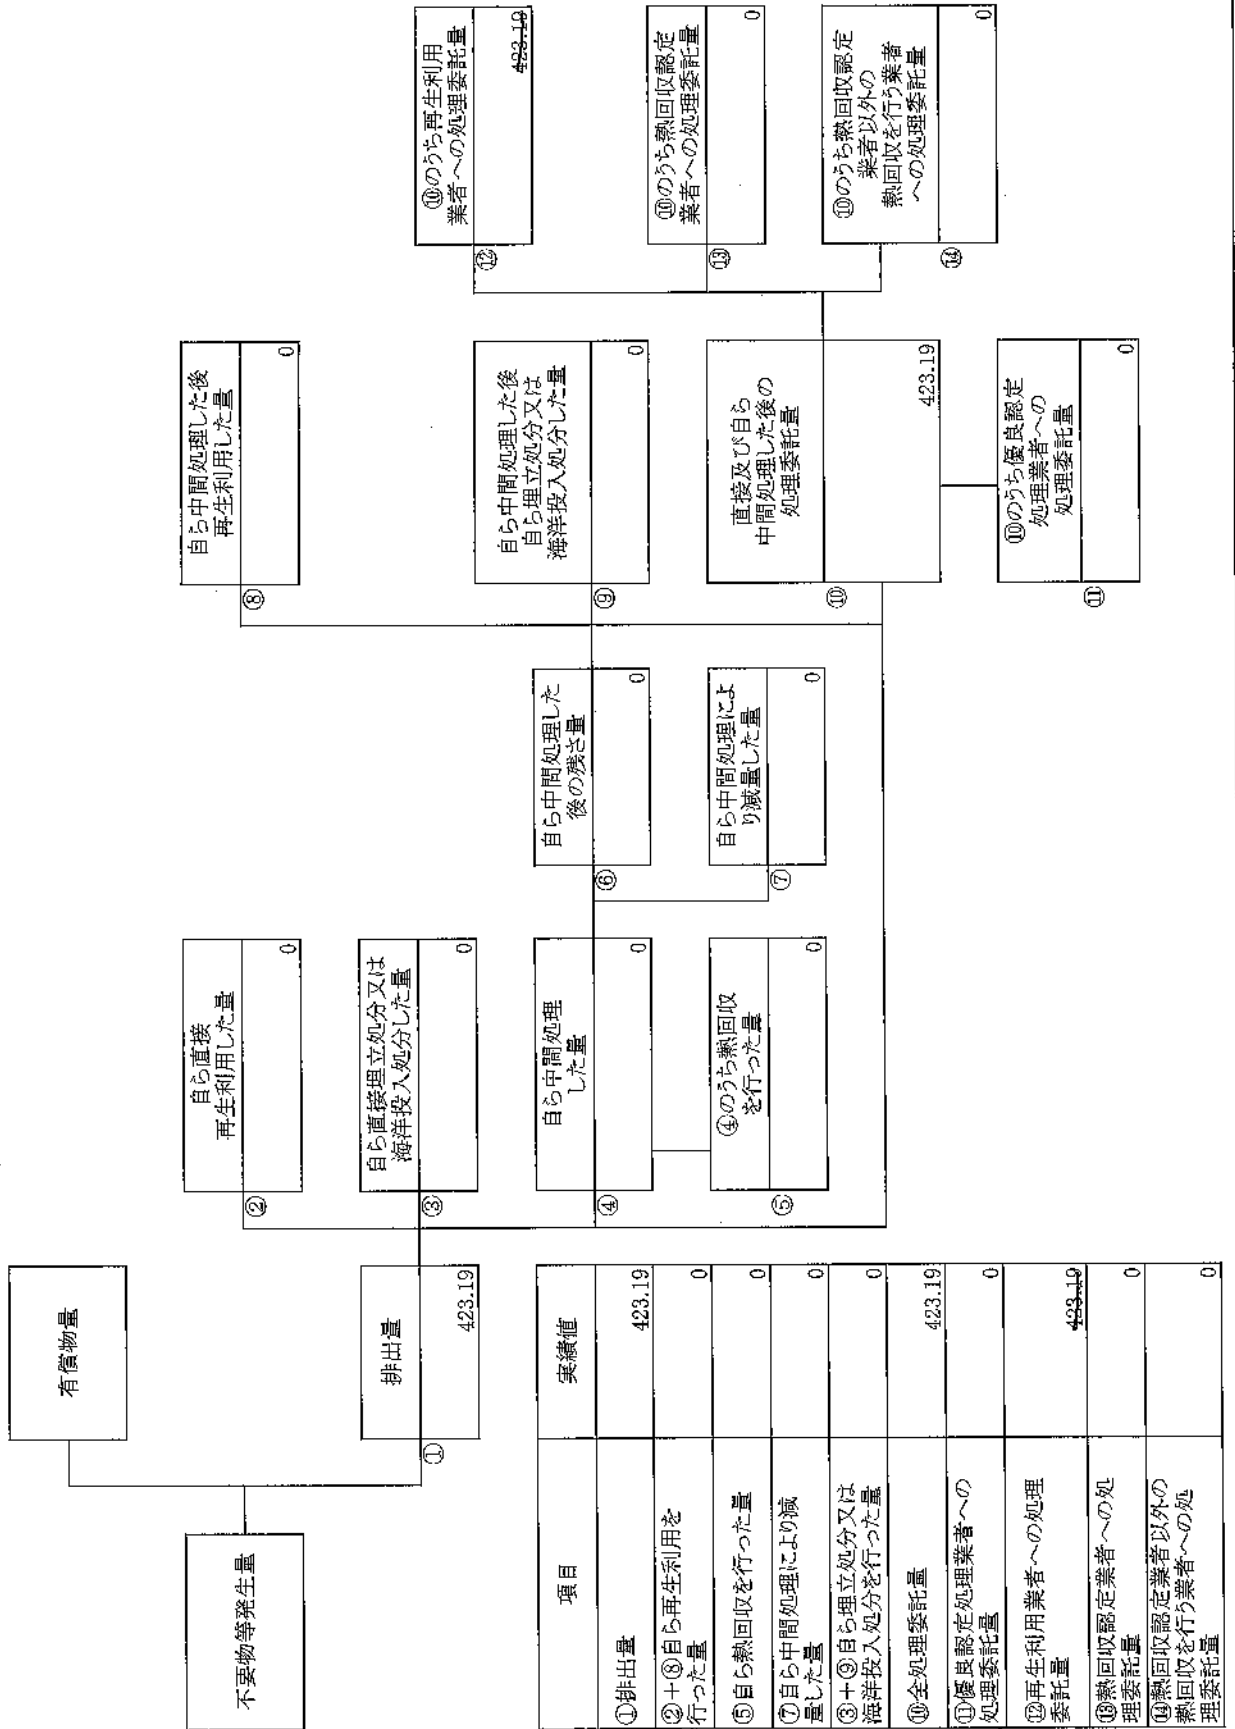 不要物等発生量
有償物量
①
排出量
423.19
②
自ら直接
再生利用した量
0
③
自ら直接埋立処分又は
海洋投入処分した量
0
④
自ら中間処理
した量
0
⑤
④のうち熱回収
を行った量
0
⑥
自ら中間処理した
後の残さ量
0
⑦
自ら中間処理によ
り減量した量
0
⑧
自ら中間処理した後
再生利用した量
0
⑨
自ら中間処理した後
自ら埋立処分又は
海洋投入処分した量
0
⑩
直接及び自ら
中間処理した後の
処理委託量
423.19
⑪
⑩のうち優良認定
処理業者への
処理委託量
0
⑫
⑩のうち再生利用
業者への処理委託量
423.19
⑬
⑩のうち熱回収認定
業者への処理委託量
0
⑭
⑩のうち熱回収認定
業者以外の
熱回収を行う業者
への処理委託量
0
項目 実績値
①排出量 423.19
②+⑧自ら再生利用を
行った量 0
⑤自ら熱回収を行った量 0
⑦自ら中間処理により減
量した量 0
③+⑨自ら埋立処分又は
海洋投入処分を行った量 0
⑩全処理委託量 423.19
⑪優良認定処理業者への
処理委託量 0
⑫再生利用業者への処理
委託量 423.19
⑬熱回収認定業者への処
理委託量 0
⑭熱回収認定業者以外の
熱回収を行う業者への処
理委託量 0